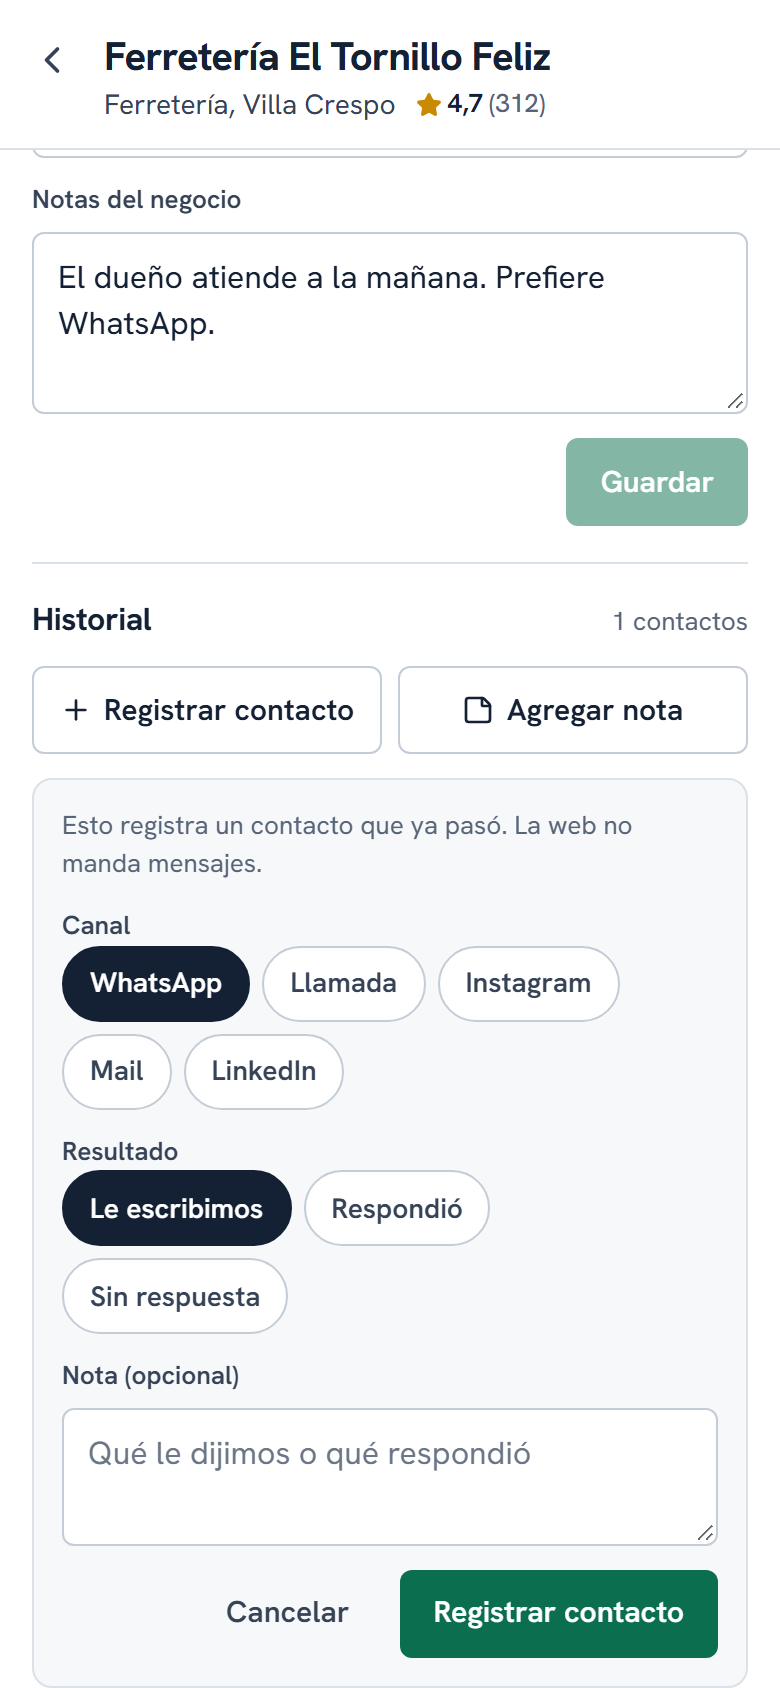 Ferretería El Tornillo Feliz
Ferretería, Villa Crespo 4,7 (312)
Notas del negocio
El dueño atiende a la mañana. Prefiere
WhatsApp.
Guardar
Historial 1 contactos
Registrar contacto Agregar nota
Esto registra un contacto que ya pasó. La web no
manda mensajes.
Canal
WhatsApp Llamada Instagram
Mail LinkedIn
Resultado
Le escribimos Respondió
Sin respuesta
Nota (opcional)
Qué le dijimos o qué respondió
Cancelar Registrar contacto